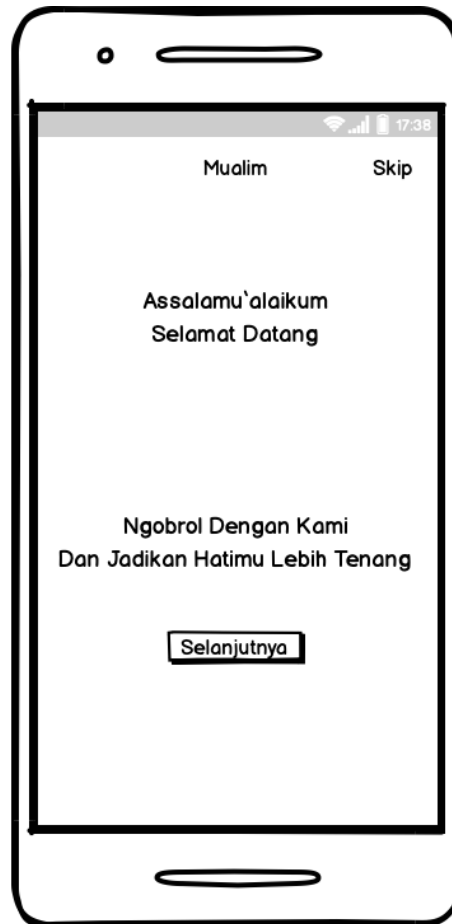 17:38
Mualim
Skip
Assalamu`alaikum
Selamat Datang
Ngobrol Dengan Kami
Dan Jadikan Hatimu Lebih Tenang
Selanjutnya